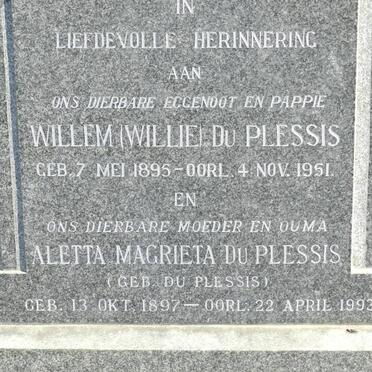 IN
LIEFDEVOLLE HERINNERING
AAN
ONS DIERBARE EGGENOOT EN PAPPIE
WILLEM (WILLIE) DU PLESSIS
GEB. 7 MEI 1895 – OORL. 4 NOV. 1951.
EN
ONS DIERBARE MOEDER EN OUMA
ALETTA MAGRIETA DU PLESSIS
(GEB. DU PLESSIS)
GEB. 13 OKT. 1897 — OORL. 22 APRIL 1993